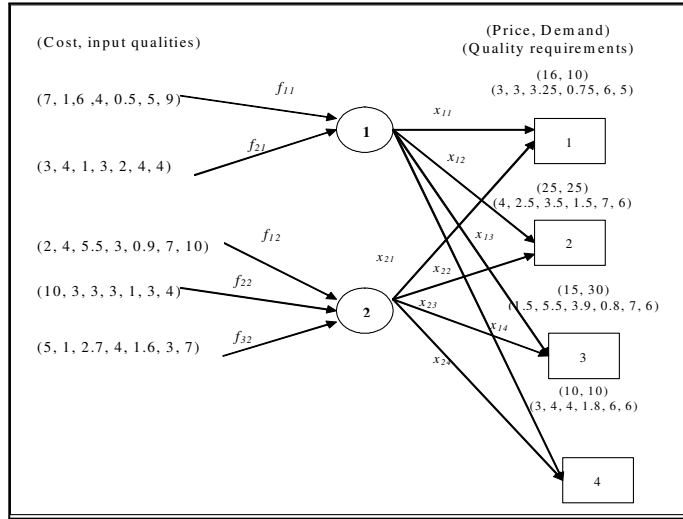 (Cost, input qualities)
(Price, Demand)
(Quality requirements)
(16, 10)
(3, 3, 3.25, 0.75, 6, 5)
(7, 1,6 ,4, 0.5, 5, 9)
f11
x11
1
1
(3, 4, 1, 3, 2, 4, 4)
f21
x12
(25, 25)
(4, 2.5, 3.5, 1.5, 7, 6)
(2, 4, 5.5, 3, 0.9, 7, 10)
f12
x21
x13
2
x22
(10, 3, 3, 3, 1, 3, 4)
f22
2
x23
(15, 30)
(1.5, 5.5, 3.9, 0.8, 7, 6)
x14
(5, 1, 2.7, 4, 1.6, 3, 7)
f32
x24
3
(10, 10)
(3, 4, 4, 1.8, 6, 6)
4